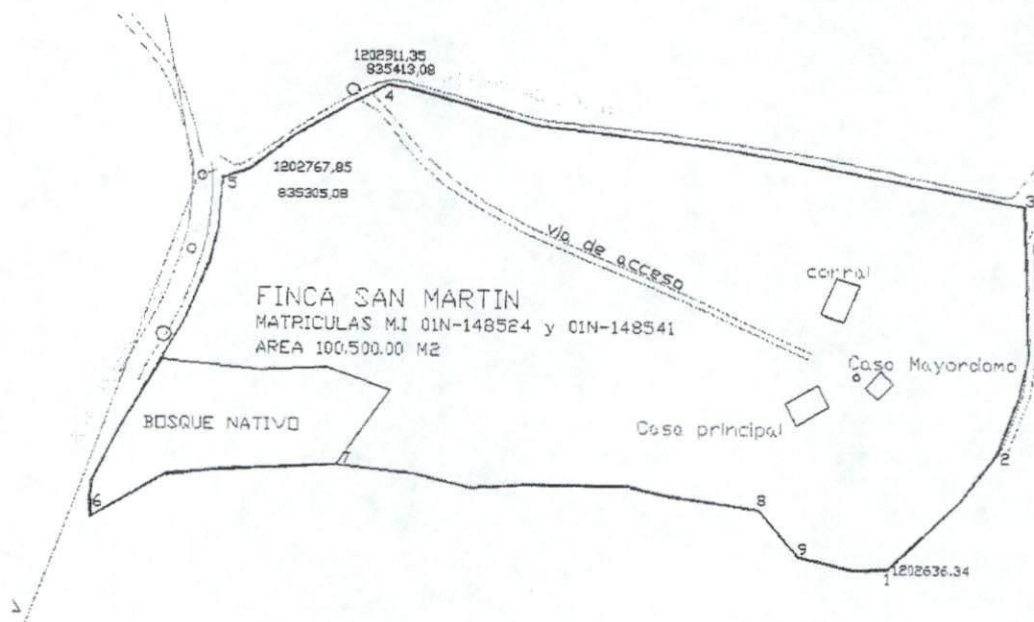 1202911,35
835413,08
4
5
1202767,85
835305,08
3
via de acceso
corral
FINCA SAN MARTIN
MATRICULAS M.I 01N-148524 y 01N-148541
AREA 100.500.00 M2
Casa Mayordomo
BOSQUE NATIVO
Casa principal
2
7
6
8
9
1
1202636.34